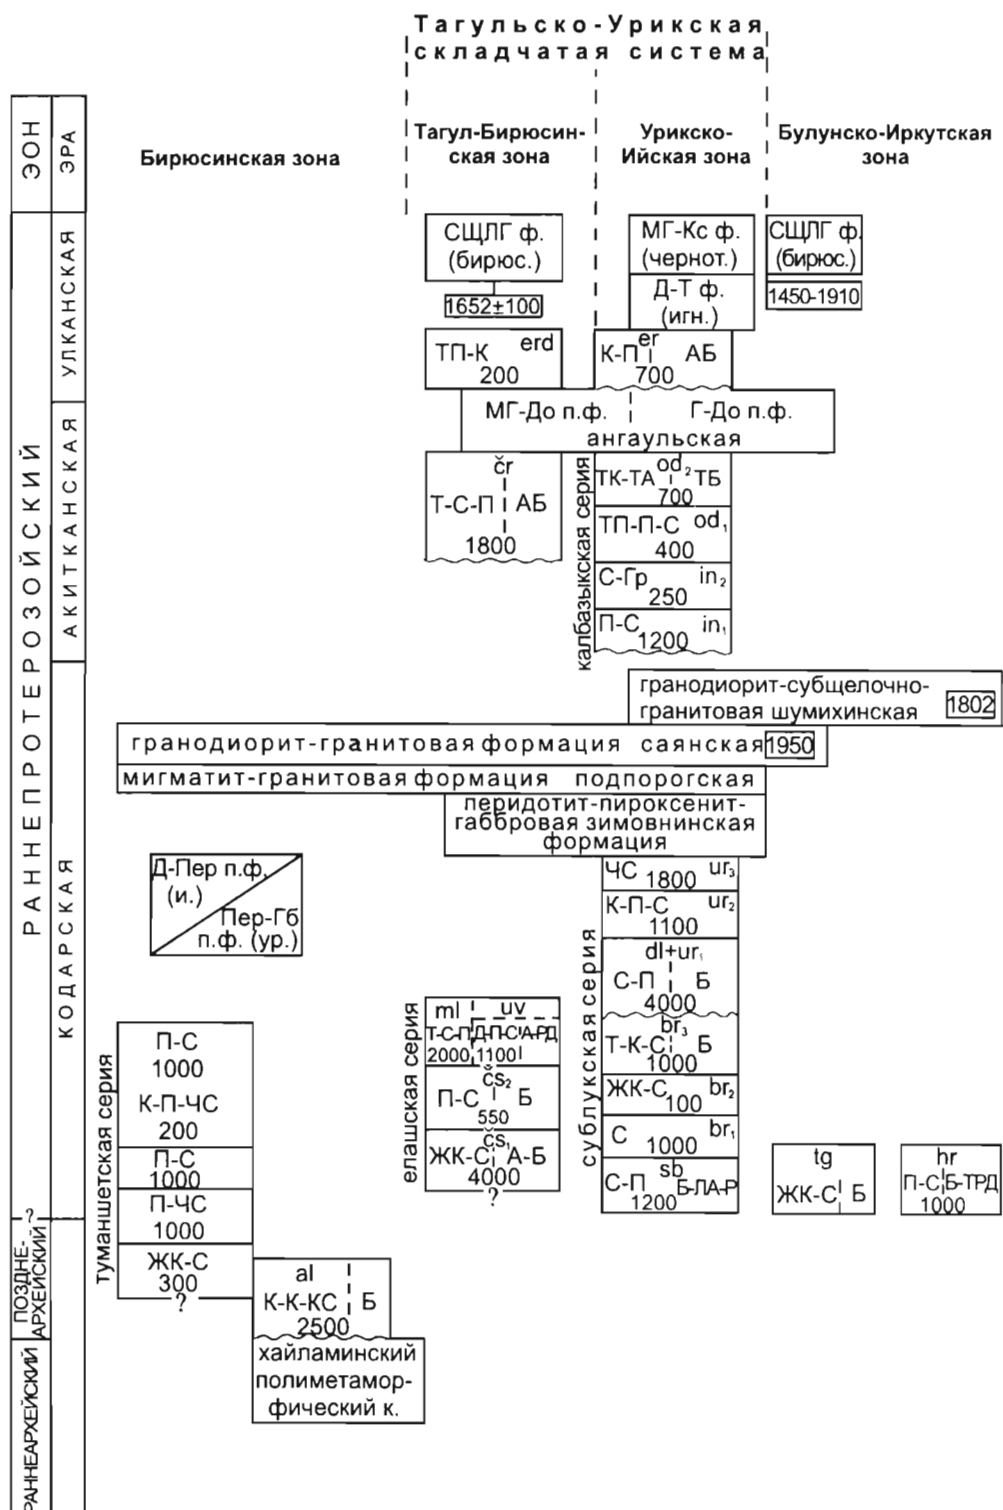 Тагульско-Урикская
складчатая система
ЭОН
ЭРА
Бирюсинская зона
Тагул-Бирюсин-
ская зона
Урикско-
Ийская зона
Булунско-Иркутская
зона
РАННЕПРОТЕРОЗОЙСКИЙ
УЛКАНСКАЯ
АКИТКАНСКАЯ
КОДАРСКАЯ
ПОЗДНЕ-
АРХЕЙСКИЙ
?
РАННЕАРХЕЙСКИЙ
СЩЛГ ф.
(бирюс.)
1652±100
МГ-Кс ф.
(чернот.)
Д-Т ф.
(игн.)
СЩЛГ ф.
(бирюс.)
1450-1910
ТП-К erd
200
К-П er АБ
700
МГ-До п.ф. Г-До п.ф.
ангаульская
čr
Т-С-П АБ
1800
калбазыкская серия
ТК-ТА od₂ ТБ
700
ТП-П-С od₁
400
С-Гр in₂
250
П-С in₁
1200
гранодиорит-субщелочно-
гранитовая шумихинская 1802
гранодиорит-гранитовая формация саянская 1950
мигматит-гранитовая формация подпорогская
перидотит-пироксенит-
габбровая зимовнинская
формация
Д-Пер п.ф.
(и.)
Пер-Гб
п.ф. (ур.)
сублукская серия
ЧС 1800 ur₃
К-П-С ur₂
1100
dl+ur₁
С-П Б
4000
br₃
Т-К-С Б
1000
ЖК-С br₂
100
С 1000 br₁
С-П sb Б-ЛА-Р
1200
елашская серия
ml uv
Т-С-П Д-П-С А-РД
2000 1100
čs₂
П-С Б
550
čs₁
ЖК-С А-Б
4000
?
tg
ЖК-С Б
hr
П-С Б-ТРД
1000
туманшетская серия
П-С
1000
К-П-ЧС
200
П-С
1000
П-ЧС
1000
ЖК-С
300
?
al
К-К-КС Б
2500
хайламинский
полиметамор-
фический к.